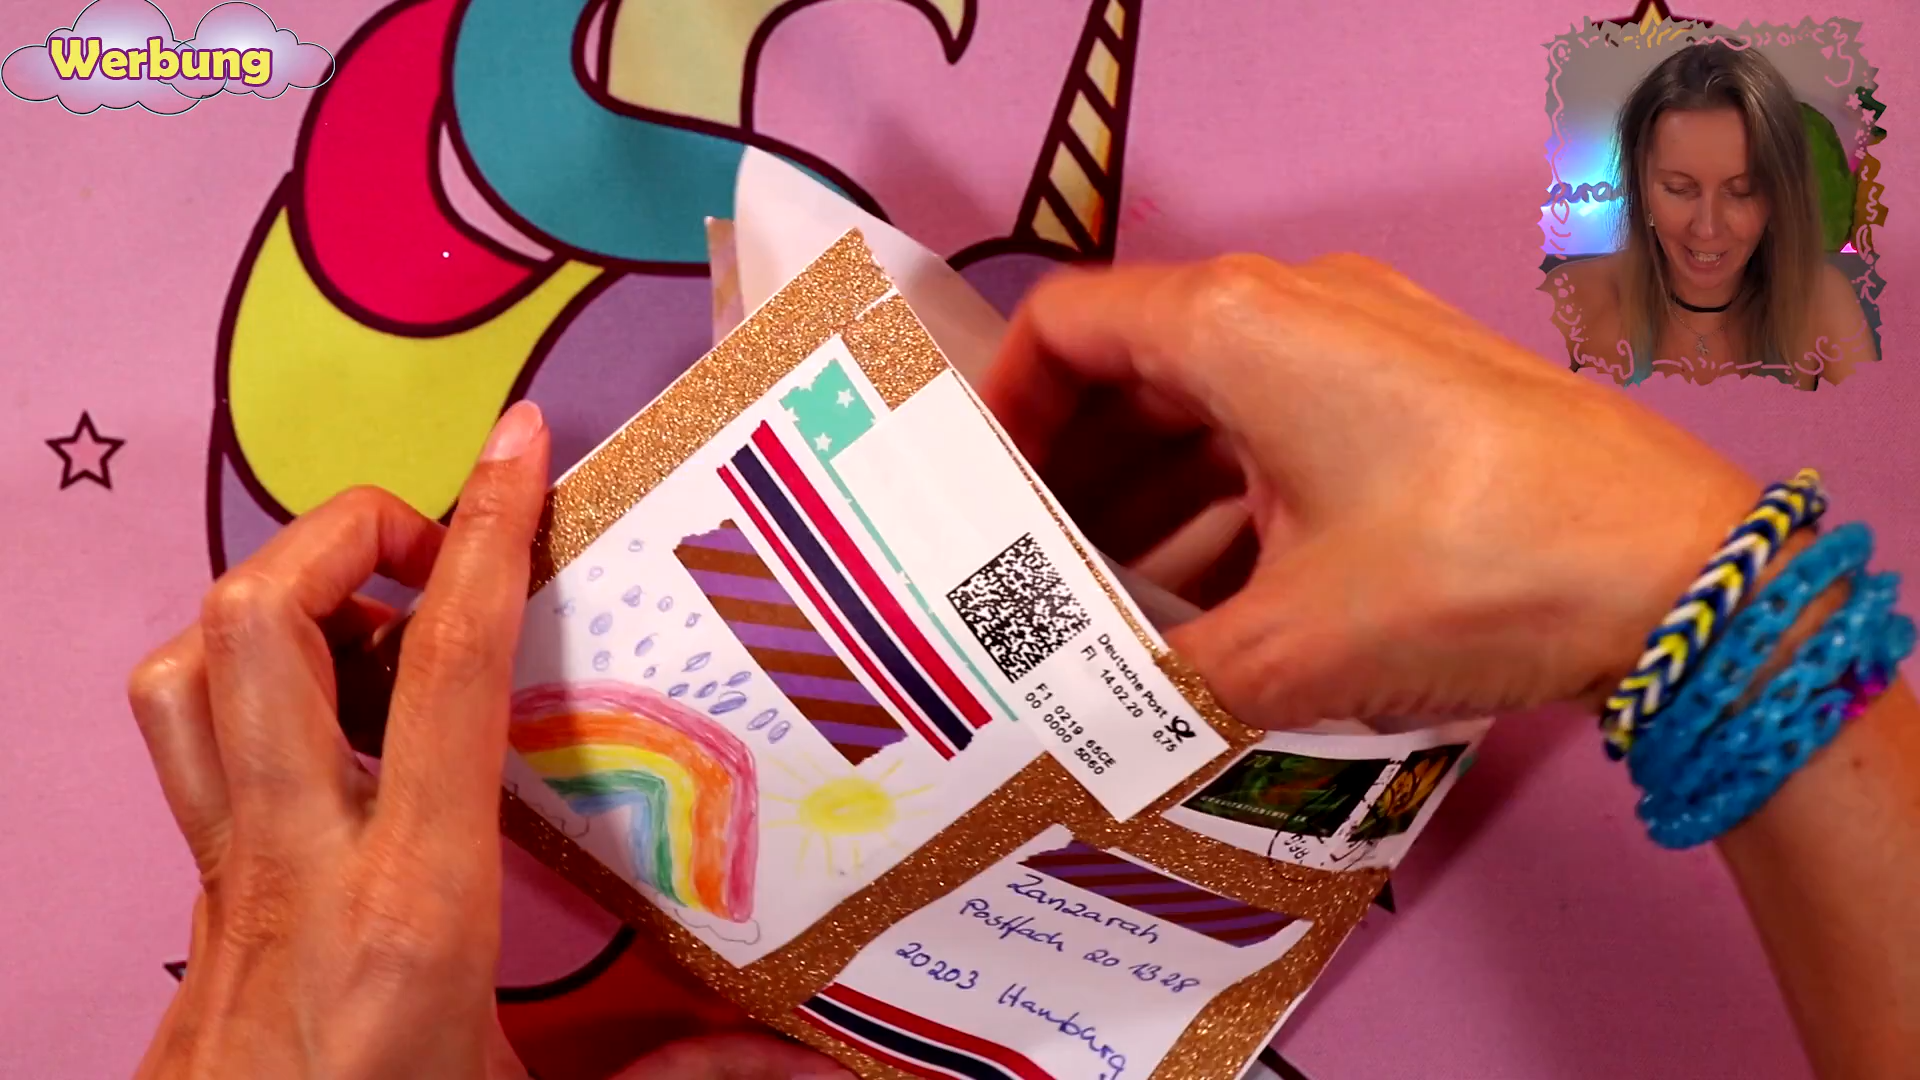 Werbung
Deutsche Post
FI 14.02.20 0,75
F1 0219 65CE
00 0000 5D60
Zanzarah
Postfach 20 13 28
20203 Hamburg